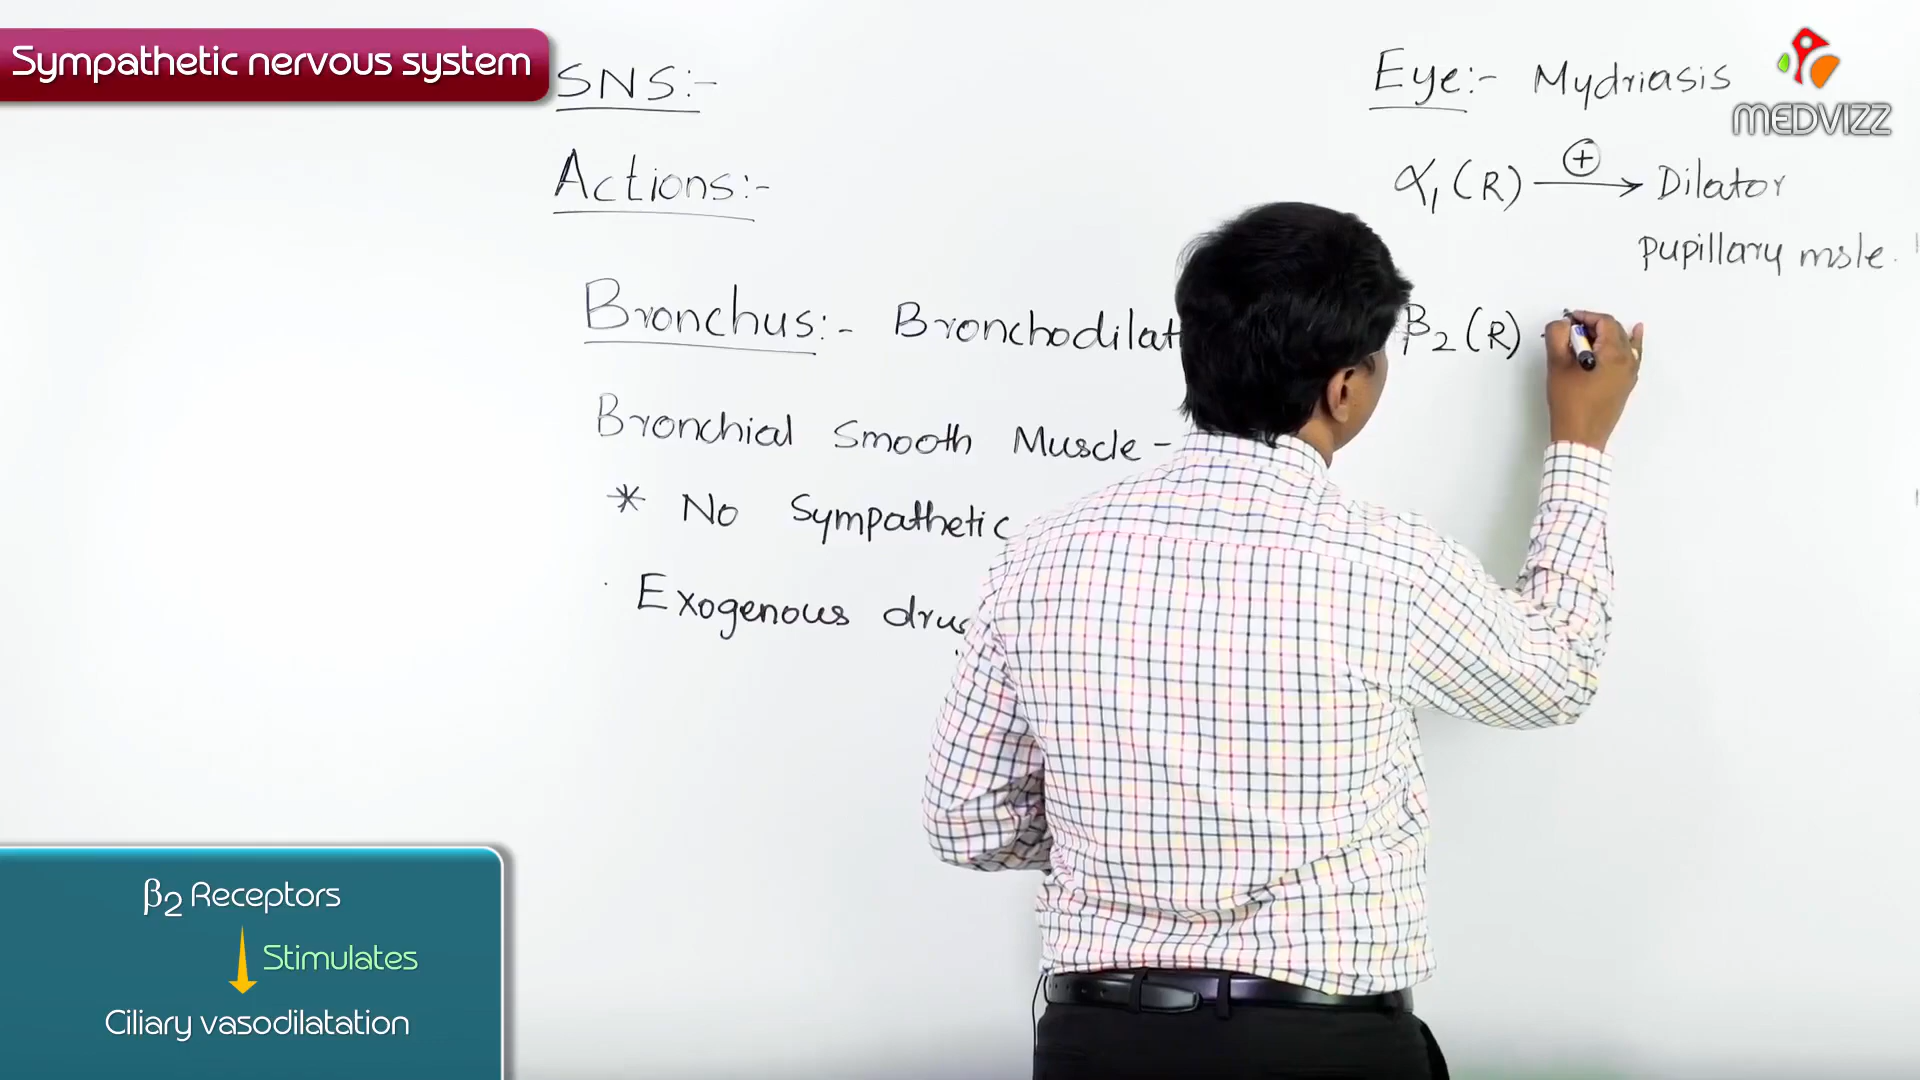 Sympathetic nervous system
SNS:-
Actions:-
Bronchus:- Bronchodilat
Bronchial Smooth Muscle -
* No Sympathetic
Exogenous drug
Eye:- Mydriasis
α₁ (R) ⊕→ Dilator
pupillary msle.
β₂ (R)
MEDVIZZ
β₂ Receptors
Stimulates
Ciliary vasodilatation